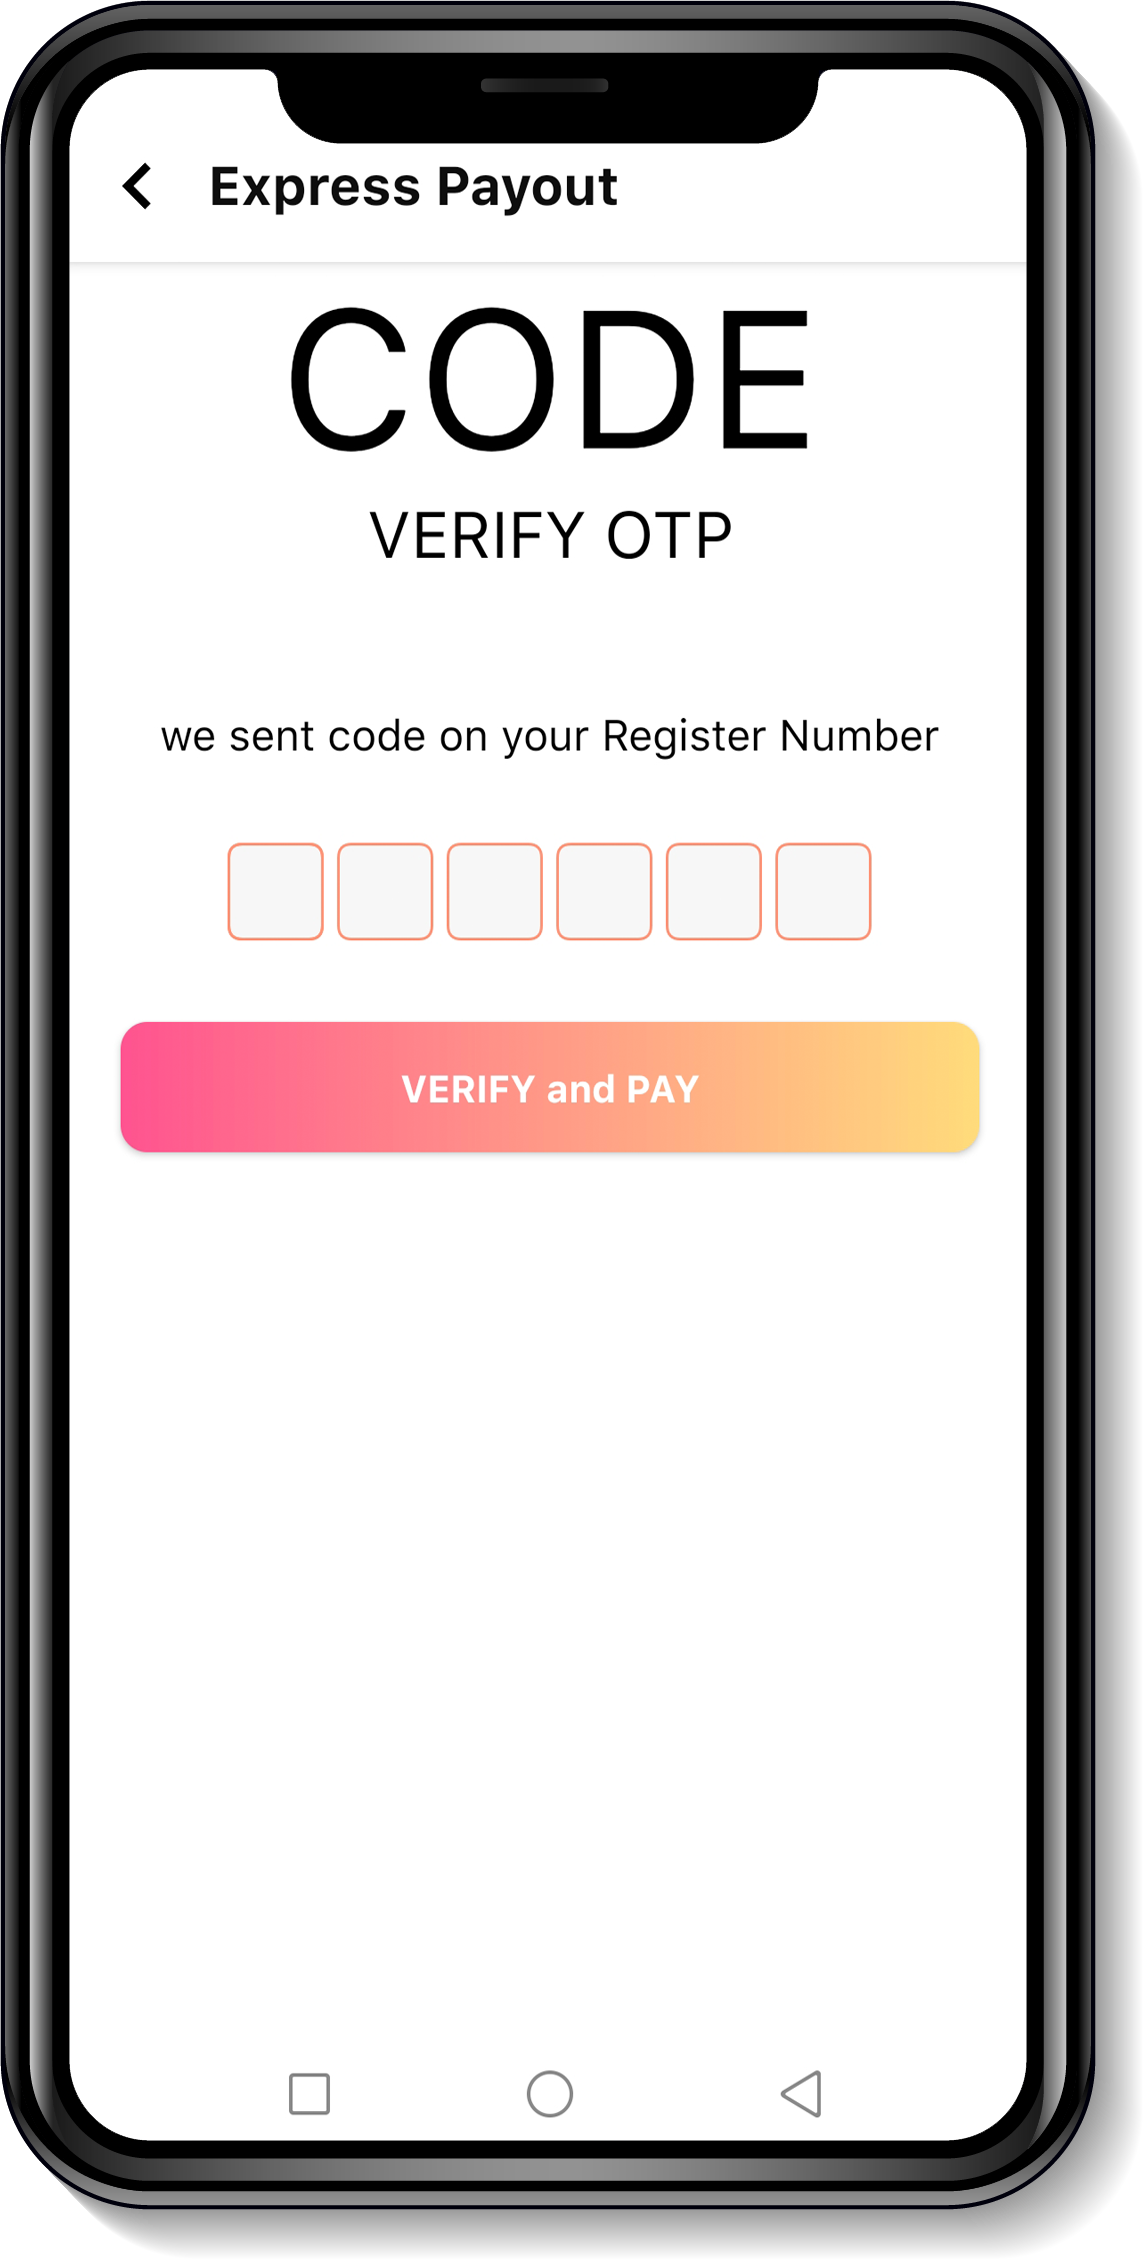 Express Payout
CODE
VERIFY OTP
we sent code on your Register Number
VERIFY and PAY